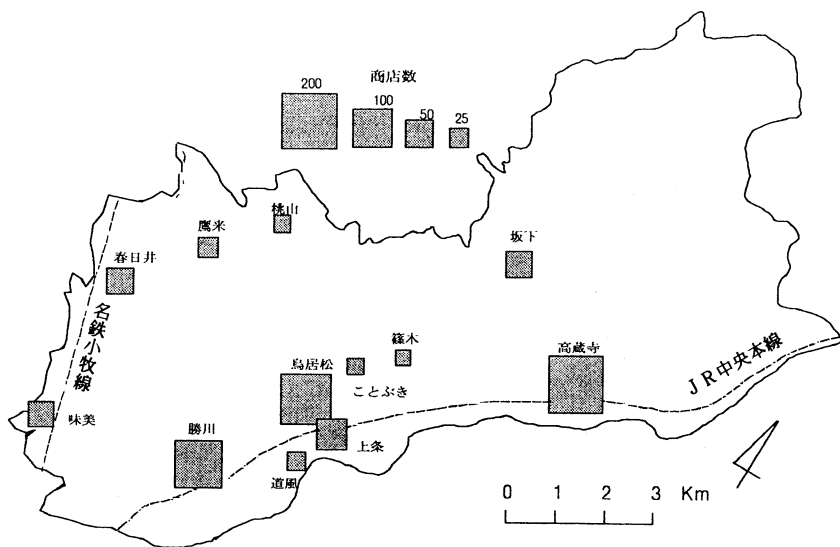 商店数
200
100
50
25
桃山
鷹来
坂下
春日井
名鉄小牧線
篠木
鳥居松
ことぶき
高蔵寺
JR中央本線
味美
勝川
上条
道風
0 1 2 3 Km